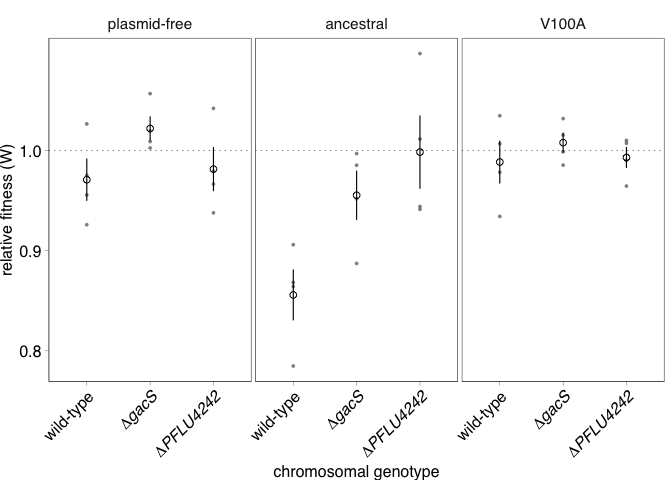 plasmid-free ancestral V100A
relative fitness (W)
1.0
0.9
0.8
wild-type ΔgacS ΔPFLU4242 wild-type ΔgacS ΔPFLU4242 wild-type ΔgacS ΔPFLU4242
chromosomal genotype